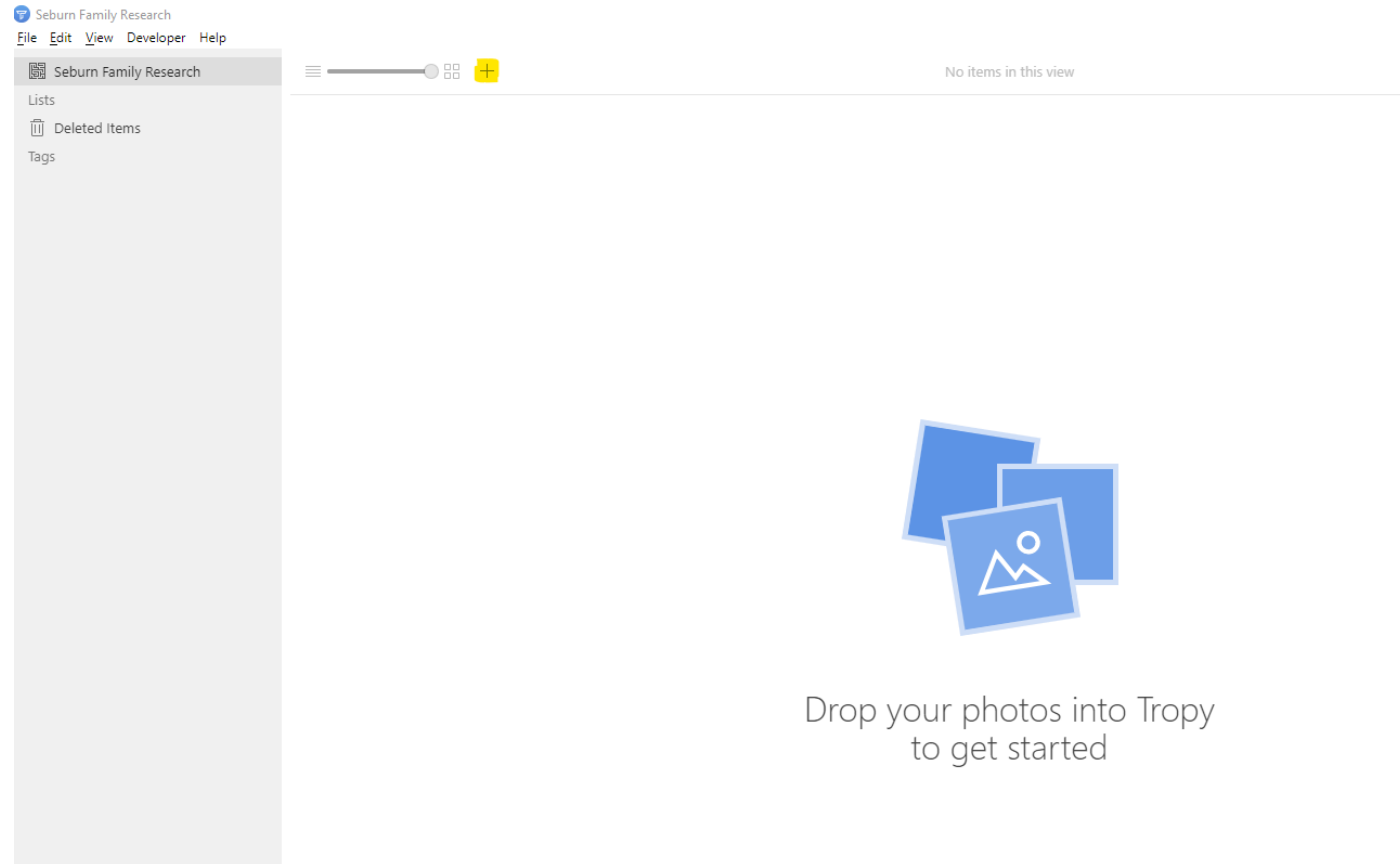 Seburn Family Research
File Edit View Developer Help
Seburn Family Research
No items in this view
Lists
Deleted Items
Tags
Drop your photos into Tropy
to get started